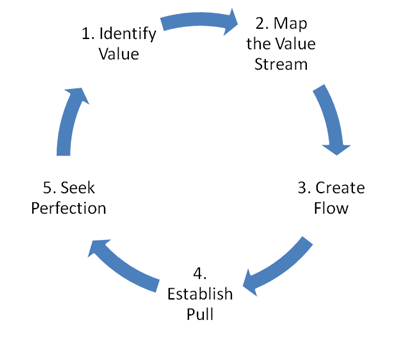 1. Identify
Value
2. Map
the Value
Stream
3. Create
Flow
4.
Establish
Pull
5. Seek
Perfection